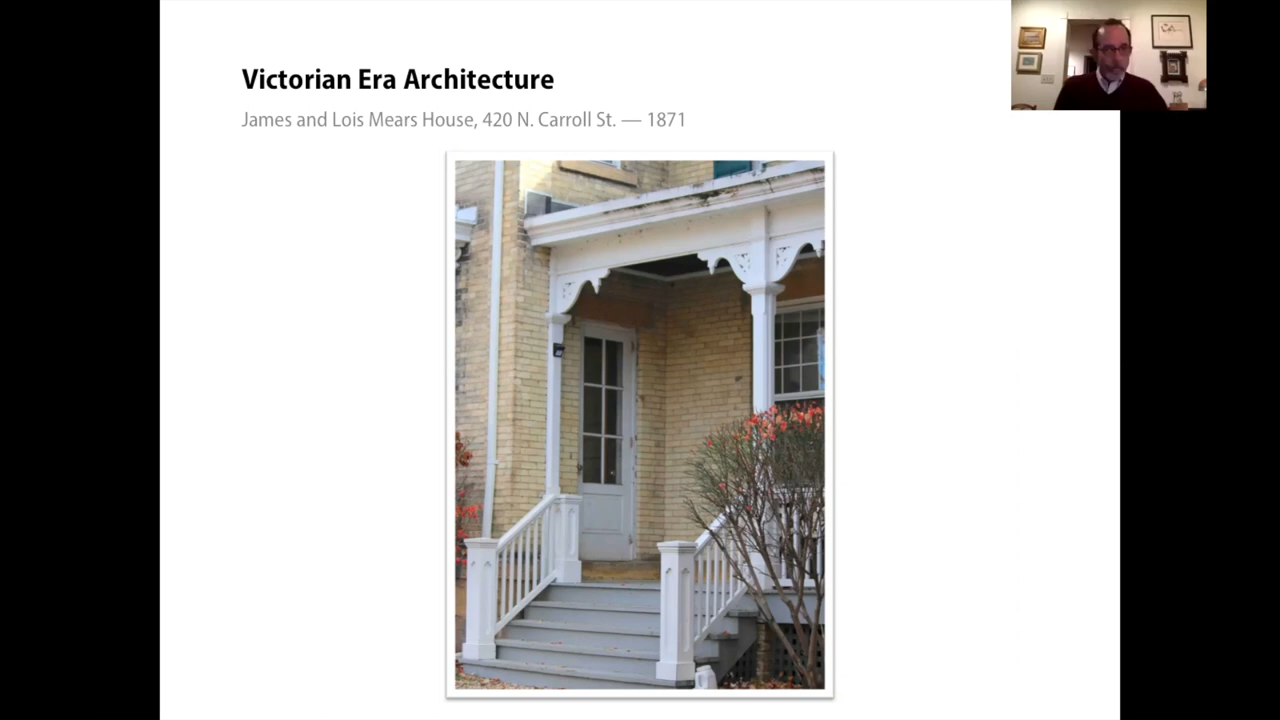 Victorian Era Architecture
James and Lois Mears House, 420 N. Carroll St. — 1871